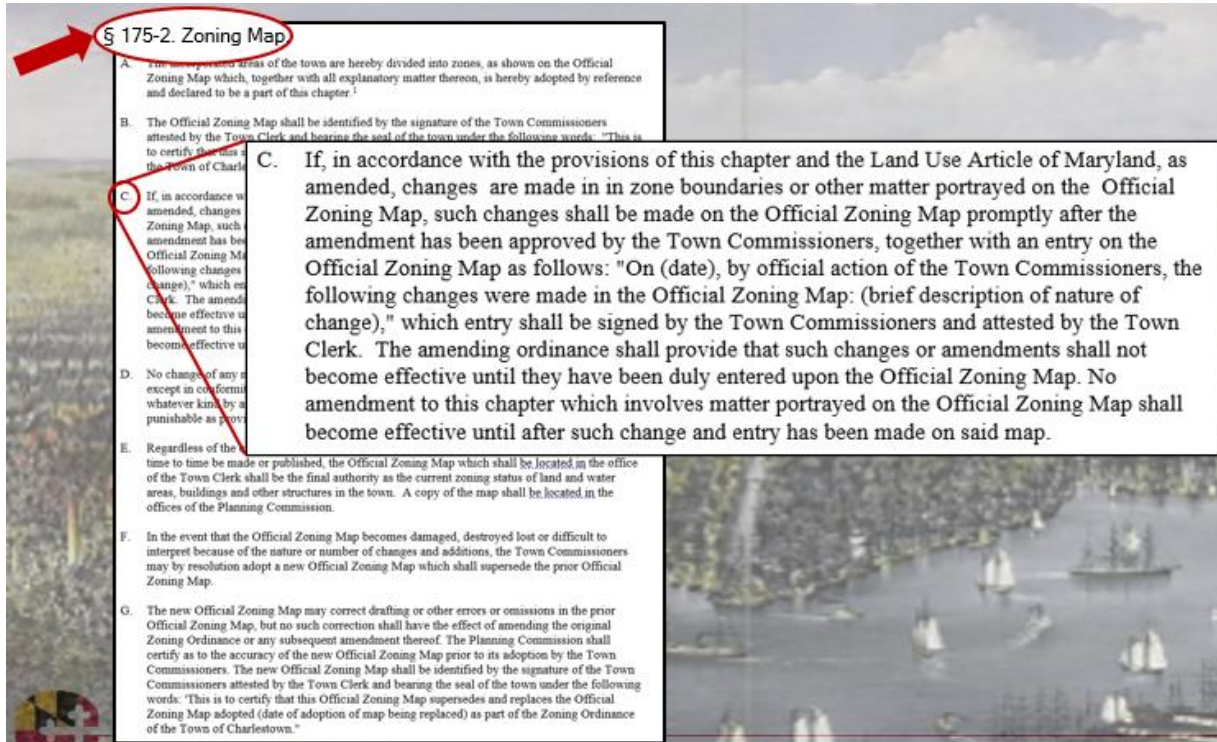 § 175-2. Zoning Map
A. The incorporated areas of the town are hereby divided into zones, as shown on the Official
Zoning Map which, together with all explanatory matter thereon, is hereby adopted by reference
and declared to be a part of this chapter.1
B. The Official Zoning Map shall be identified by the signature of the Town Commissioners
attested by the Town Clerk and bearing the seal of the town under the following words: "This is
to certify that this
the Town of Charle
C. If, in accordance w
amended, changes
Zoning Map, such
amendment has bee
Official Zoning Ma
following changes
change)," which en
Clerk. The amend
become effective u
amendment to this
become effective u
C. If, in accordance with the provisions of this chapter and the Land Use Article of Maryland, as
amended, changes are made in in zone boundaries or other matter portrayed on the Official
Zoning Map, such changes shall be made on the Official Zoning Map promptly after the
amendment has been approved by the Town Commissioners, together with an entry on the
Official Zoning Map as follows: "On (date), by official action of the Town Commissioners, the
following changes were made in the Official Zoning Map: (brief description of nature of
change)," which entry shall be signed by the Town Commissioners and attested by the Town
Clerk. The amending ordinance shall provide that such changes or amendments shall not
become effective until they have been duly entered upon the Official Zoning Map. No
amendment to this chapter which involves matter portrayed on the Official Zoning Map shall
become effective until after such change and entry has been made on said map.
D. No change of any
except in conformi
whatever kind by a
punishable as prov
E. Regardless of the
time to time be made or published, the Official Zoning Map which shall be located in the office
of the Town Clerk shall be the final authority as the current zoning status of land and water
areas, buildings and other structures in the town. A copy of the map shall be located in the
offices of the Planning Commission.
F. In the event that the Official Zoning Map becomes damaged, destroyed lost or difficult to
interpret because of the nature or number of changes and additions, the Town Commissioners
may by resolution adopt a new Official Zoning Map which shall supersede the prior Official
Zoning Map.
G. The new Official Zoning Map may correct drafting or other errors or omissions in the prior
Official Zoning Map, but no such correction shall have the effect of amending the original
Zoning Ordinance or any subsequent amendment thereof. The Planning Commission shall
certify as to the accuracy of the new Official Zoning Map prior to its adoption by the Town
Commissioners. The new Official Zoning Map shall be identified by the signature of the Town
Commissioners attested by the Town Clerk and bearing the seal of the town under the following
words: 'This is to certify that this Official Zoning Map supersedes and replaces the Official
Zoning Map adopted (date of adoption of map being replaced) as part of the Zoning Ordinance
of the Town of Charlestown."